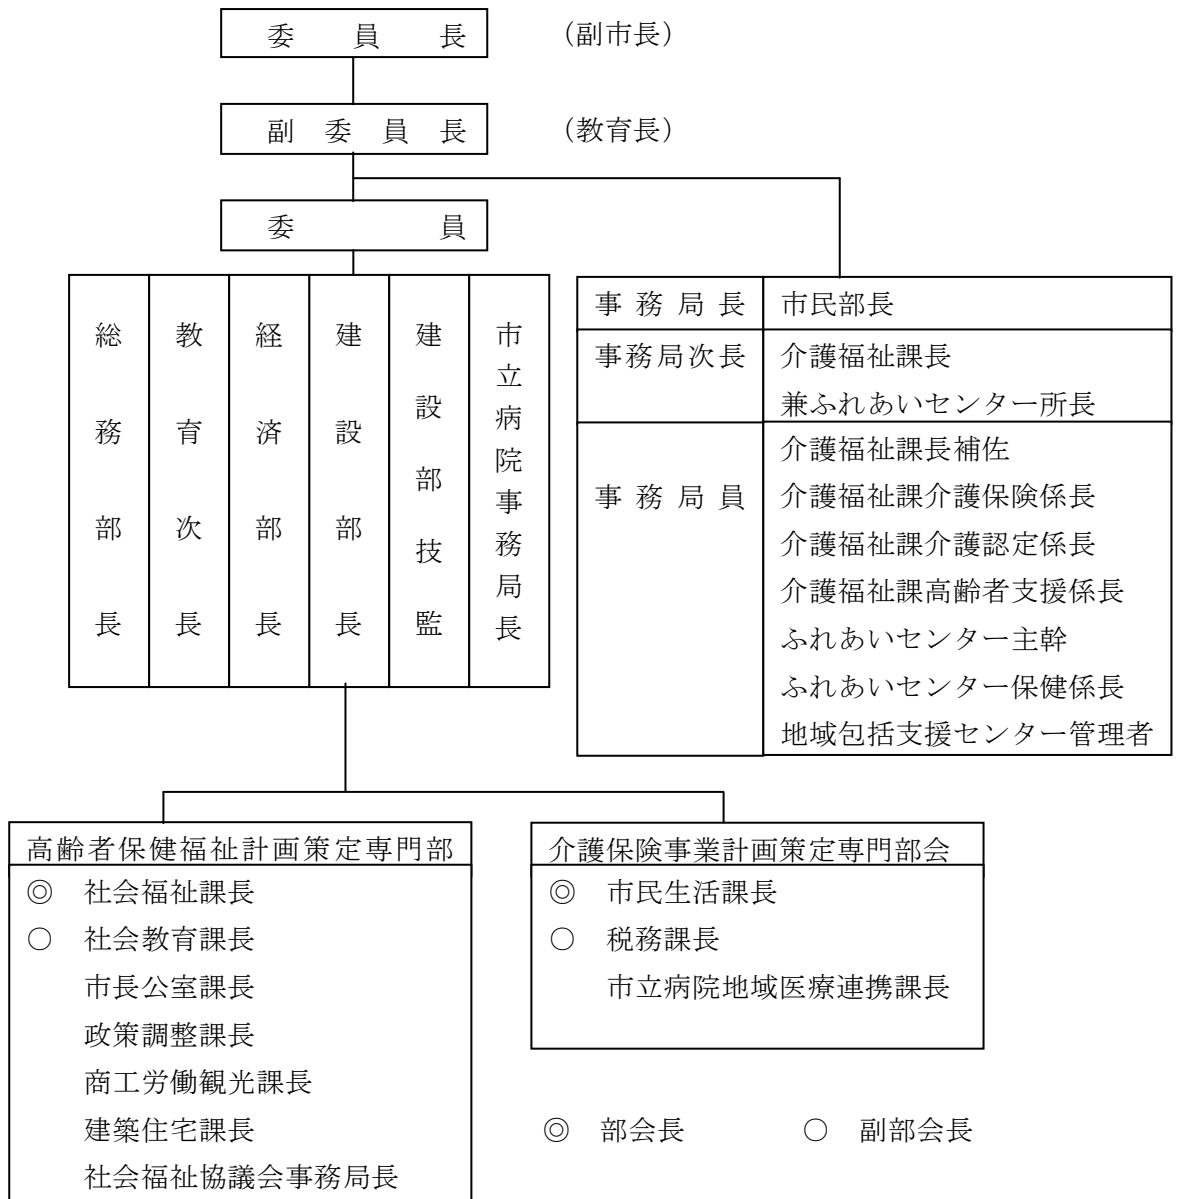 委員長 (副市長)
副委員長 (教育長)
委員
総務部長
教育次長
経済部長
建設部長
建設部技監
市立病院事務局長
事務局長 市民部長
事務局次長 介護福祉課長
兼ふれあいセンター所長
介護福祉課長補佐
事務局員 介護福祉課介護保険係長
介護福祉課介護認定係長
介護福祉課高齢者支援係長
ふれあいセンター主幹
ふれあいセンター保健係長
地域包括支援センター管理者
高齢者保健福祉計画策定専門部
◎ 社会福祉課長
○ 社会教育課長
市長公室課長
政策調整課長
商工労働観光課長
建築住宅課長
社会福祉協議会事務局長
介護保険事業計画策定専門部会
◎ 市民生活課長
○ 税務課長
市立病院地域医療連携課長
◎ 部会長 ○ 副部会長